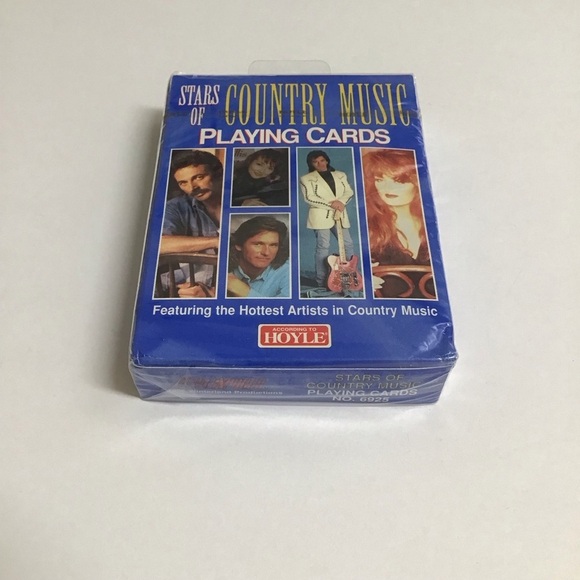 STARS OF COUNTRY MUSIC
PLAYING CARDS
Featuring the Hottest Artists in Country Music
ACCORDING TO
HOYLE
Productions
STARS OF
COUNTRY MUSIC
PLAYING CARDS
NO. 6925